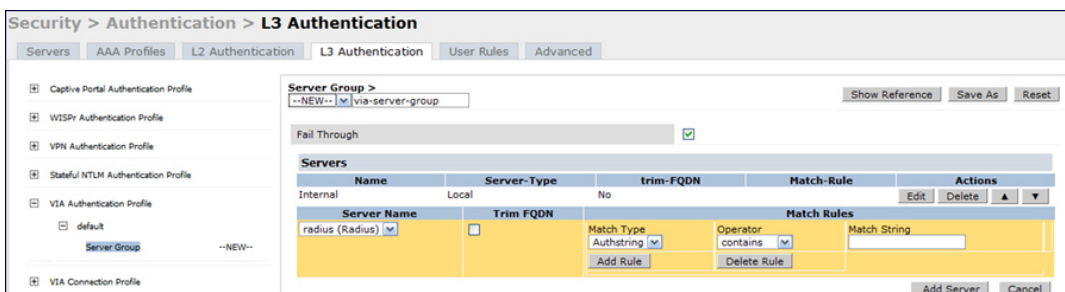 Security > Authentication > L3 Authentication
Servers AAA Profiles L2 Authentication L3 Authentication User Rules Advanced
Captive Portal Authentication Profile
WISPr Authentication Profile
VPN Authentication Profile
Stateful NTLM Authentication Profile
VIA Authentication Profile
default
Server Group --NEW--
VIA Connection Profile
Server Group >
--NEW-- via-server-group
Show Reference Save As Reset
Fail Through
Servers
Name Server-Type trim-FQDN Match-Rule Actions
Internal Local No Edit Delete ▲ ▼
Server Name Trim FQDN Match Rules
radius (Radius) Match Type Operator Match String
Authstring contains
Add Rule Delete Rule
Add Server Cancel